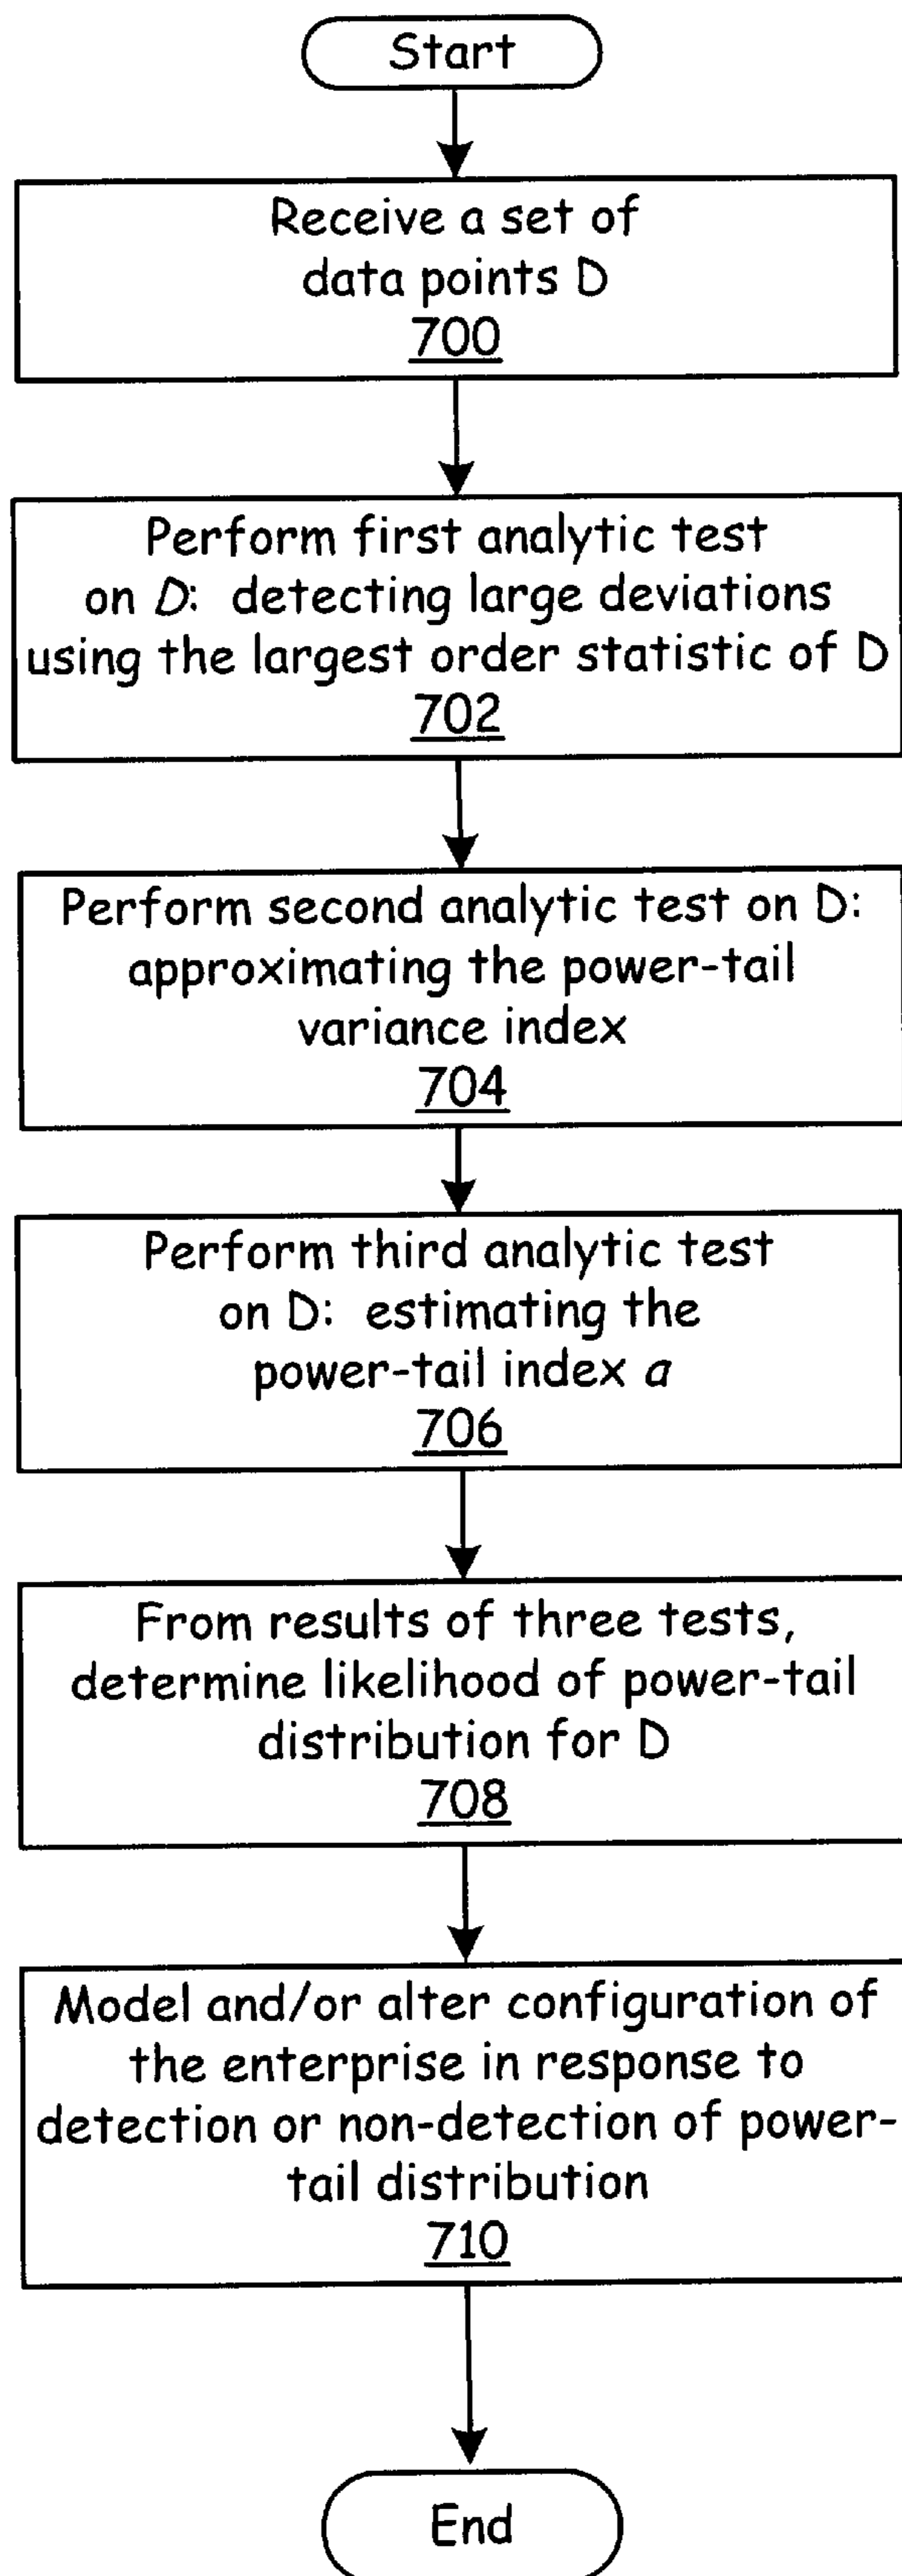 Start
Receive a set of
data points D
700
Perform first analytic test
on D: detecting large deviations
using the largest order statistic of D
702
Perform second analytic test on D:
approximating the power-tail
variance index
704
Perform third analytic test
on D: estimating the
power-tail index a
706
From results of three tests,
determine likelihood of power-tail
distribution for D
708
Model and/or alter configuration of
the enterprise in response to
detection or non-detection of power-
tail distribution
710
End